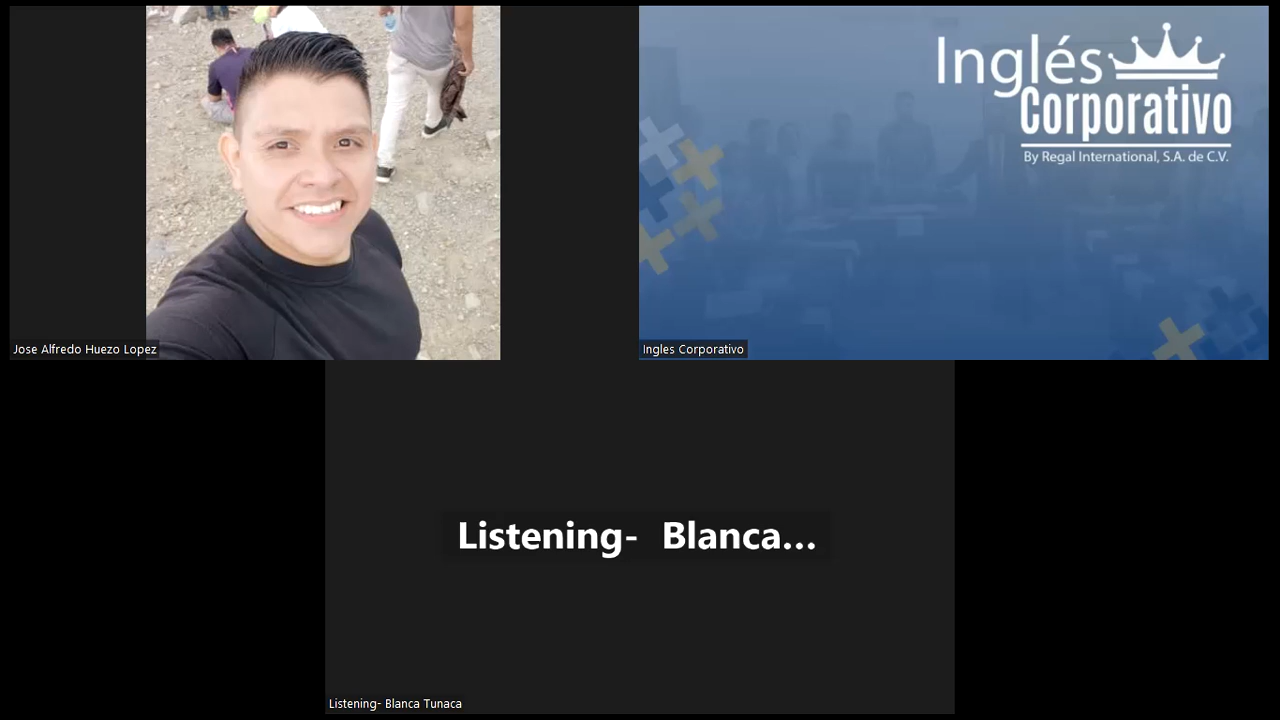 Inglés
Corporativo
By Regal International, S.A. de C.V.
Jose Alfredo Huezo Lopez
Ingles Corporativo
Listening- Blanca...
Listening- Blanca Tunaca